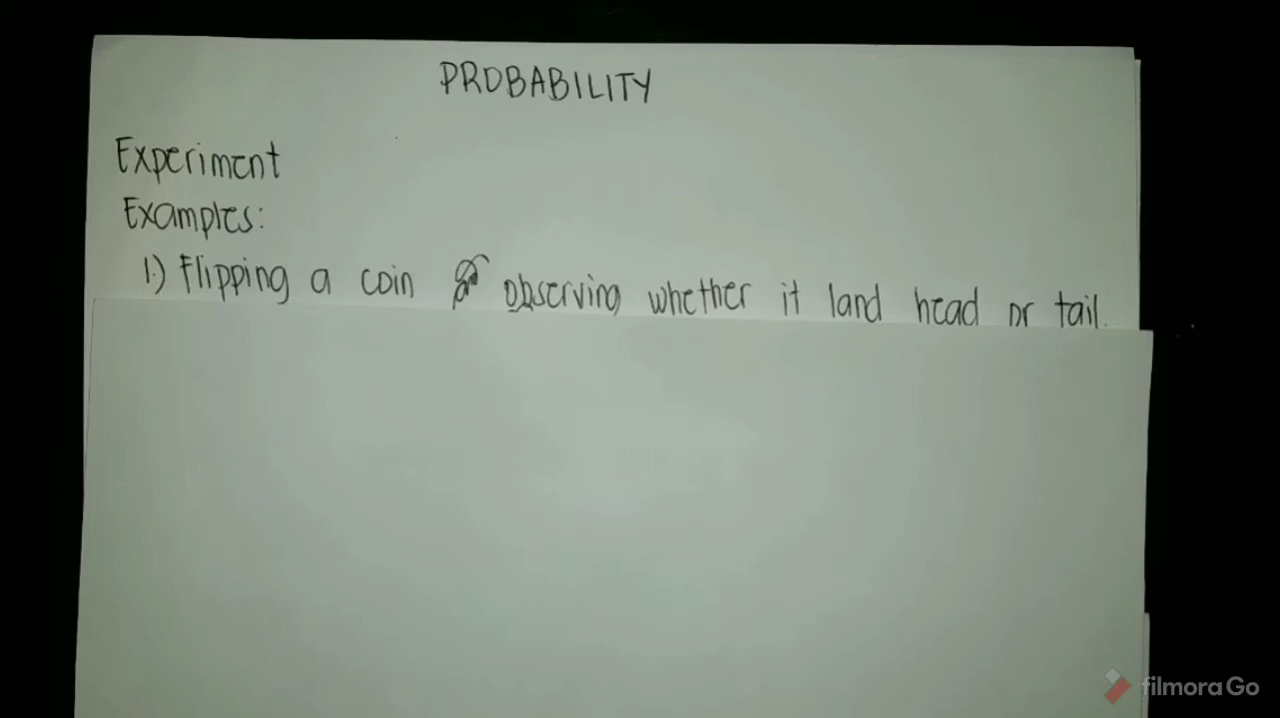 PROBABILITY
Experiment
Examples:
1.) Flipping a coin & observing whether it land head or tail.
filmoraGo